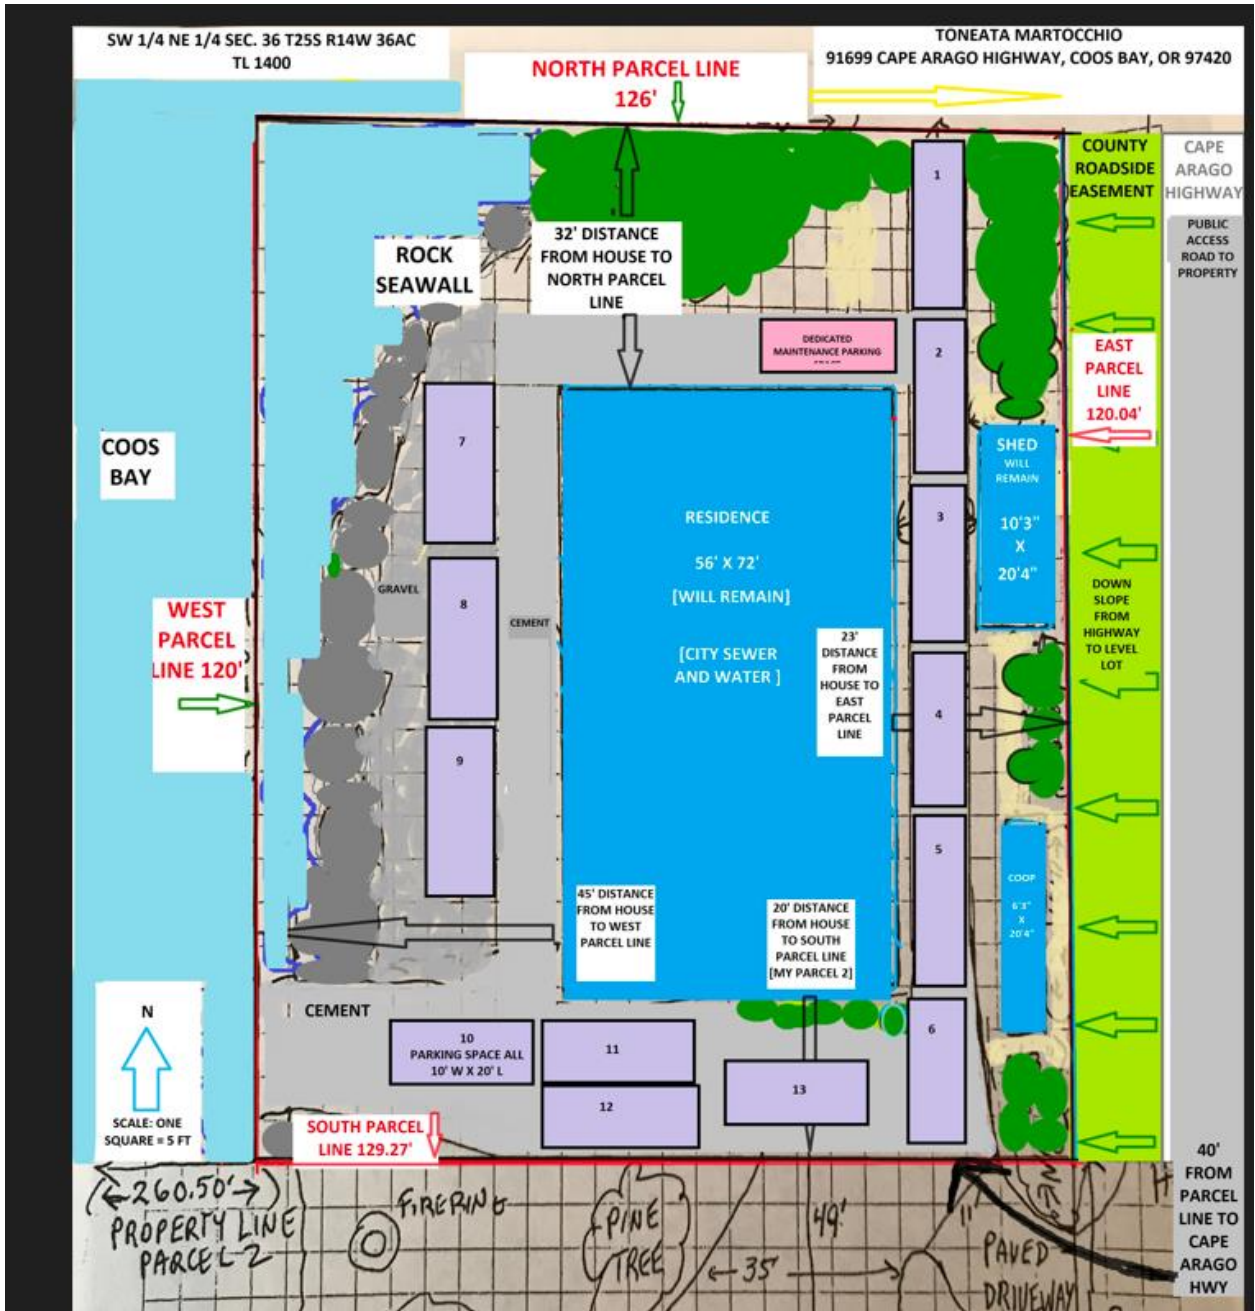 SW 1/4 NE 1/4 SEC. 36 T25S R14W 36AC
TL 1400
TONEATA MARTOCCHIO
91699 CAPE ARAGO HIGHWAY, COOS BAY, OR 97420
NORTH PARCEL LINE
126'
COUNTY
ROADSIDE
EASEMENT
CAPE
ARAGO
HIGHWAY
PUBLIC
ACCESS
ROAD TO
PROPERTY
1
ROCK
SEAWALL
32' DISTANCE
FROM HOUSE TO
NORTH PARCEL
LINE
DEDICATED
MAINTENANCE PARKING
2
EAST
PARCEL
LINE
120.04'
COOS
BAY
7
SHED
WILL
REMAIN
10'3"
X
20'4"
RESIDENCE
56' X 72'
[WILL REMAIN]
[CITY SEWER
AND WATER ]
3
GRAVEL
8
CEMENT
DOWN
SLOPE
FROM
HIGHWAY
TO LEVEL
LOT
WEST
PARCEL
LINE 120'
23'
DISTANCE
FROM
HOUSE TO
EAST
PARCEL
LINE
4
9
5
COOP
6'3"
X
20'4"
45' DISTANCE
FROM HOUSE
TO WEST
PARCEL LINE
20' DISTANCE
FROM HOUSE
TO SOUTH
PARCEL LINE
[MY PARCEL 2]
N
SCALE: ONE
SQUARE = 5 FT
CEMENT
10
PARKING SPACE ALL
10' W X 20' L
11
12
13
6
SOUTH PARCEL
LINE 129.27'
40'
FROM
PARCEL
LINE TO
CAPE
ARAGO
HWY
260.50'
PROPERTY LINE
PARCEL 2
FIRERING
PINE
TREE
49'
35'
11'
PAVED
DRIVEWAY